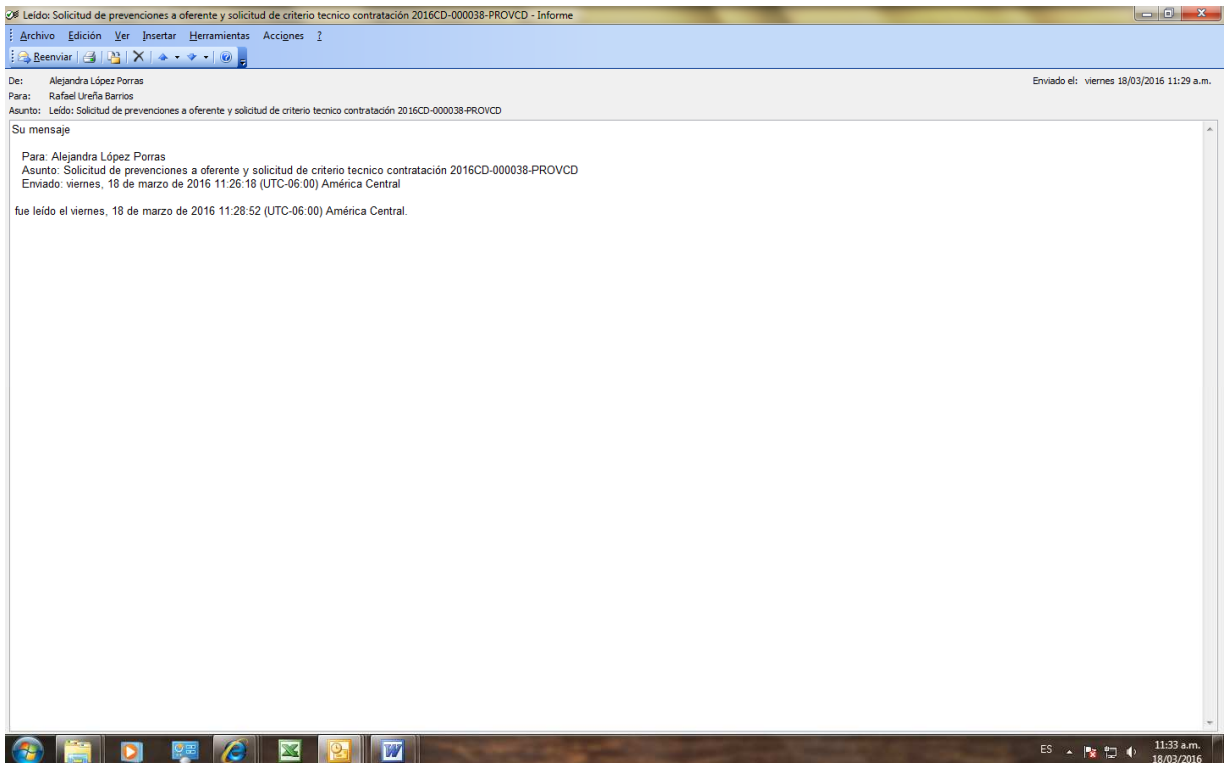 Leído: Solicitud de prevenciones a oferente y solicitud de criterio tecnico contratación 2016CD-000038-PROVCD - Informe
Archivo Edición Ver Insertar Herramientas Acciones ?
Reenviar
De: Alejandra López Porras Enviado el: viernes 18/03/2016 11:29 a.m.
Para: Rafael Ureña Barrios
Asunto: Leído: Solicitud de prevenciones a oferente y solicitud de criterio tecnico contratación 2016CD-000038-PROVCD
Su mensaje
Para: Alejandra López Porras
Asunto: Solicitud de prevenciones a oferente y solicitud de criterio tecnico contratación 2016CD-000038-PROVCD
Enviado: viernes, 18 de marzo de 2016 11:26:18 (UTC-06:00) América Central
fue leído el viernes, 18 de marzo de 2016 11:28:52 (UTC-06:00) América Central.
ES 11:33 a.m.
18/03/2016